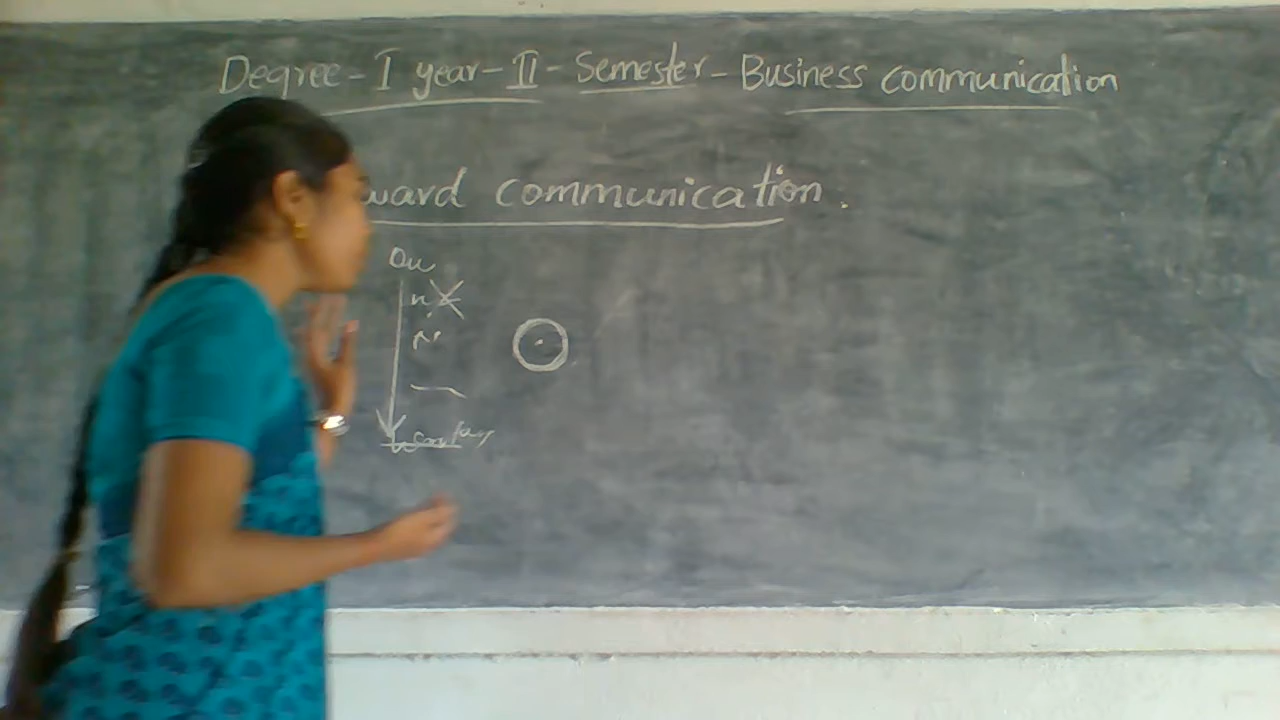 Degree - I year - II - Semester - Business communication
ward communication.